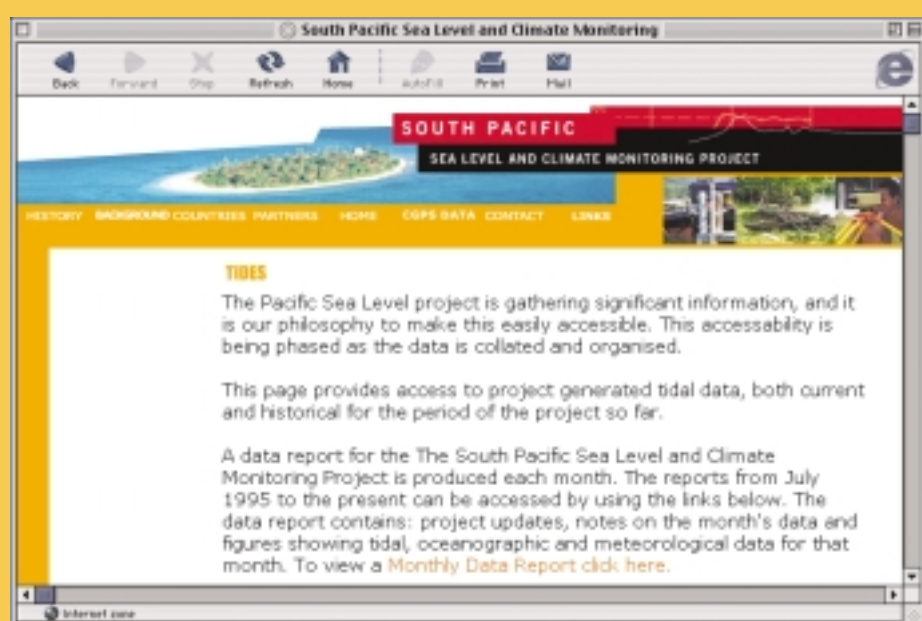 South Pacific Sea Level and Climate Monitoring
Back Forward Stop Refresh Home AutoFill Print Mail
SOUTH PACIFIC
SEA LEVEL AND CLIMATE MONITORING PROJECT
HISTORY BACKGROUND COUNTRIES PARTNERS HOME CGPS DATA CONTACT LINKS
TIDES
The Pacific Sea Level project is gathering significant information, and it
is our philosophy to make this easily accessible. This accessability is
being phased as the data is collated and organised.
This page provides access to project generated tidal data, both current
and historical for the period of the project so far.
A data report for the The South Pacific Sea Level and Climate
Monitoring Project is produced each month. The reports from July
1995 to the present can be accessed by using the links below. The
data report contains: project updates, notes on the month's data and
figures showing tidal, oceanographic and meteorological data for that
month. To view a Monthly Data Report click here.
Internet zone